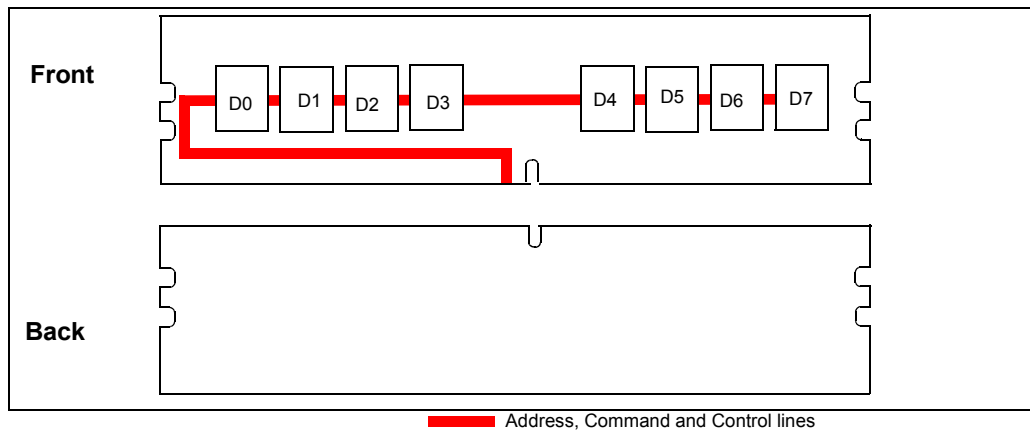 Front
D0 D1 D2 D3 D4 D5 D6 D7
Back
Address, Command and Control lines